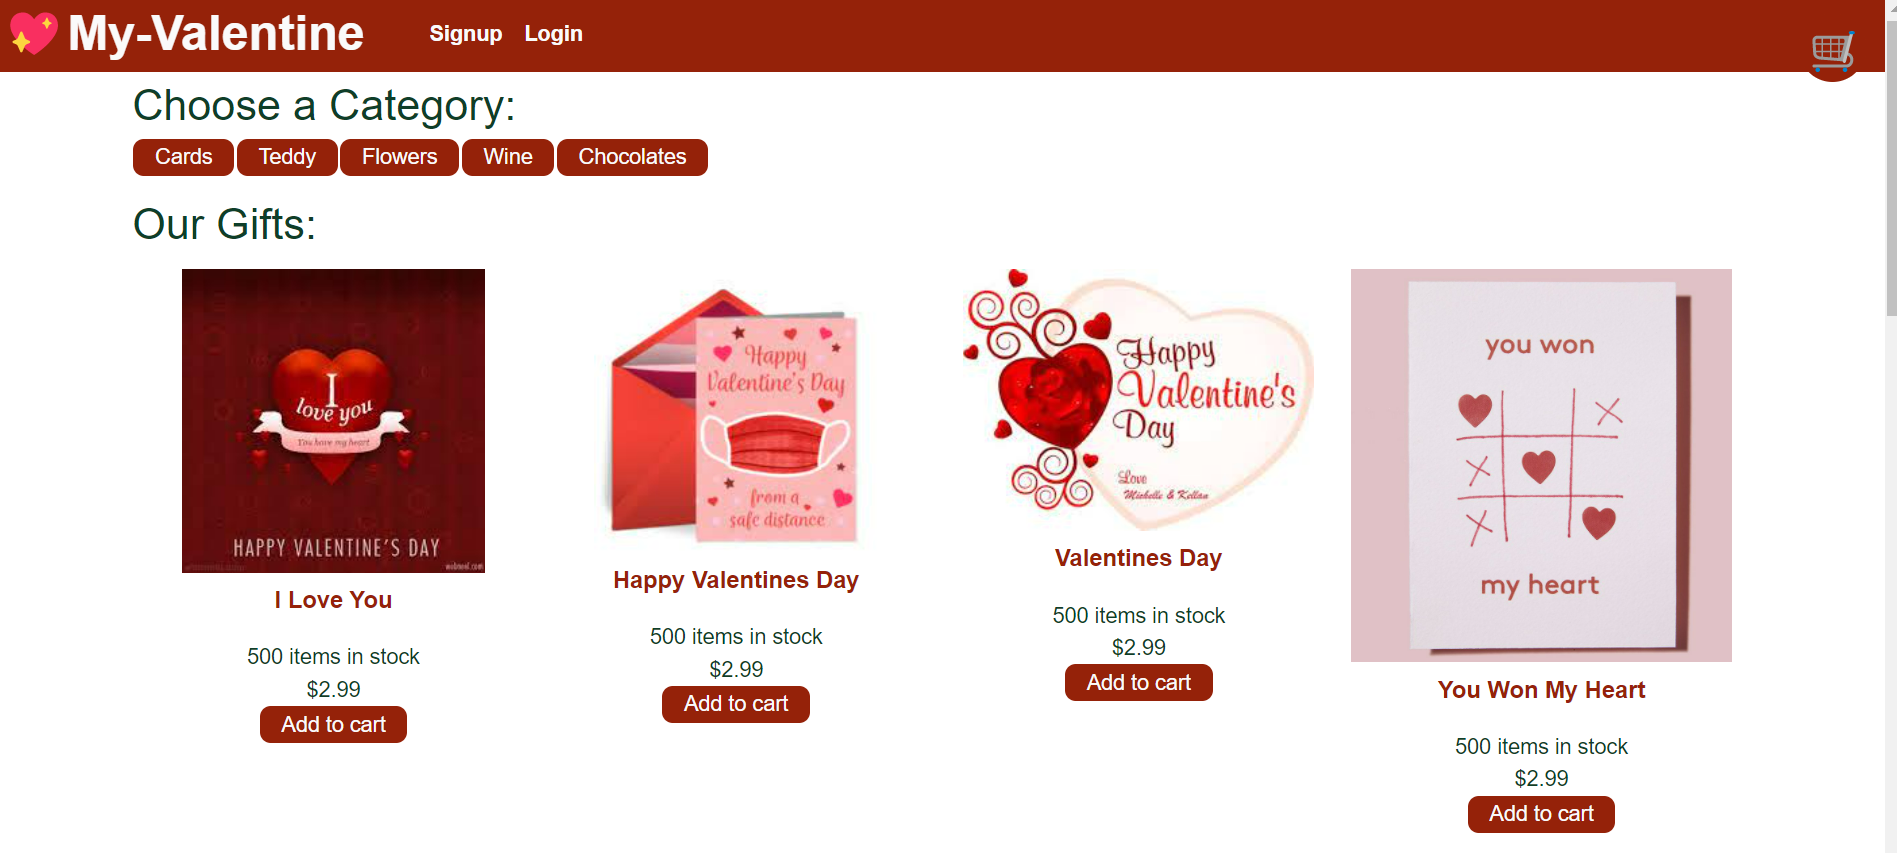 My-Valentine
Signup Login
Choose a Category:
Cards Teddy Flowers Wine Chocolates
Our Gifts:
I
love you
You have my heart
HAPPY VALENTINE'S DAY
I Love You
500 items in stock
$2.99
Add to cart
Happy
Valentine's Day
from a
safe distance
Happy Valentines Day
500 items in stock
$2.99
Add to cart
Happy
Valentine's
Day
Love
Michelle & Kellan
Valentines Day
500 items in stock
$2.99
Add to cart
you won
my heart
You Won My Heart
500 items in stock
$2.99
Add to cart